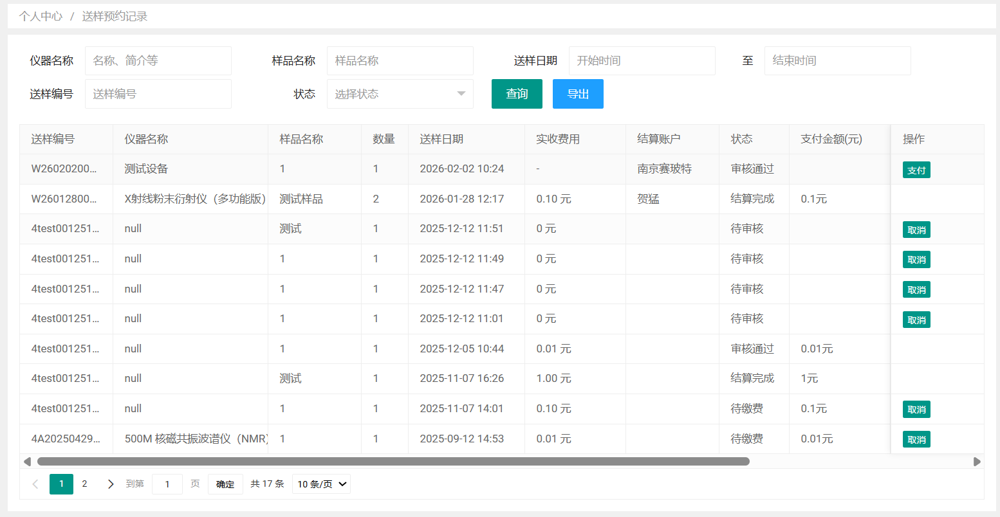 个人中心 / 送样预约记录
仪器名称 名称、简介等 样品名称 样品名称 送样日期 开始时间 至 结束时间
送样编号 送样编号 状态 选择状态 查询 导出
送样编号 仪器名称 样品名称 数量 送样日期 实收费用 结算账户 状态 支付金额(元) 操作
W26020200... 测试设备 1 1 2026-02-02 10:24 - 南京赛玻特 审核通过 支付
W26012800... X射线粉末衍射仪（多功能版） 测试样品 2 2026-01-28 12:17 0.10 元 贺猛 结算完成 0.1元
4test001251... null 测试 1 2025-12-12 11:51 0 元 待审核 取消
4test001251... null 1 1 2025-12-12 11:49 0 元 待审核 取消
4test001251... null 1 1 2025-12-12 11:47 0 元 待审核 取消
4test001251... null 1 1 2025-12-12 11:01 0 元 待审核 取消
4test001251... null 1 1 2025-12-05 10:44 0.01 元 审核通过 0.01元
4test001251... null 测试 1 2025-11-07 16:26 1.00 元 结算完成 1元
4test001251... null 1 1 2025-11-07 14:01 0.10 元 待缴费 0.1元 取消
4A20250429... 500M 核磁共振波谱仪（NMR） 1 1 2025-09-12 14:53 0.01 元 待缴费 0.01元 取消
1 2 到第 1 页 确定 共 17 条 10 条/页